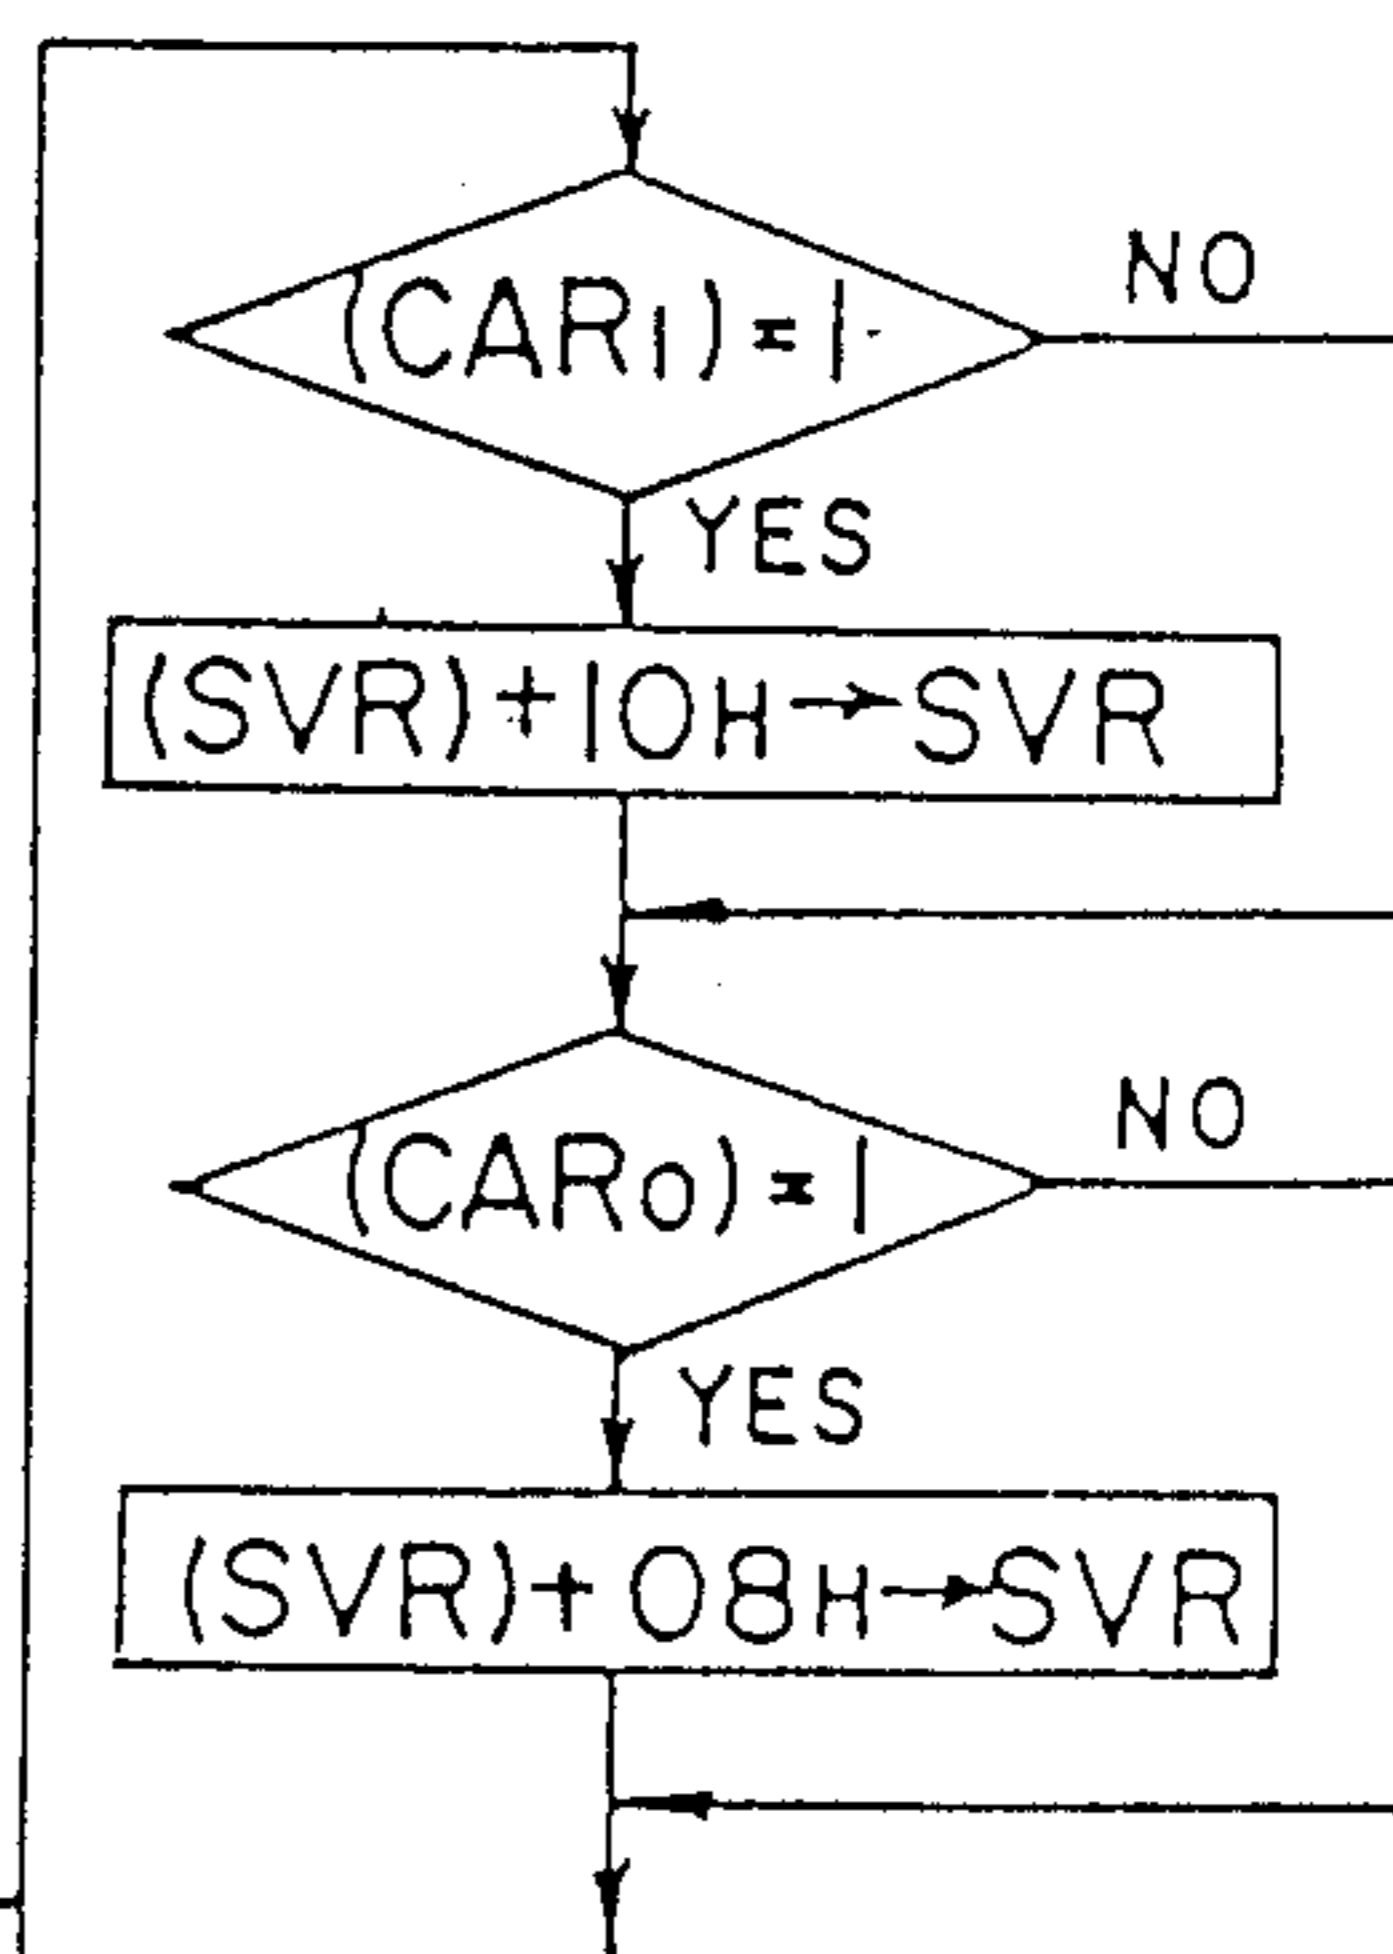 NO
(CAR1)=1
YES
(SVR)+10H→SVR
NO
(CAR0)=1
YES
(SVR)+08H→SVR